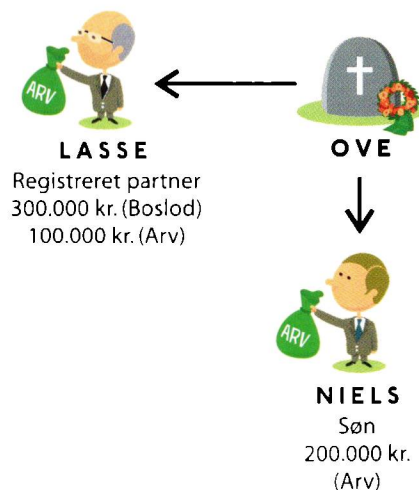 ARV
LASSE
Registreret partner
300.000 kr. (Boslod)
100.000 kr. (Arv)
OVE
ARV
NIELS
Søn
200.000 kr.
(Arv)